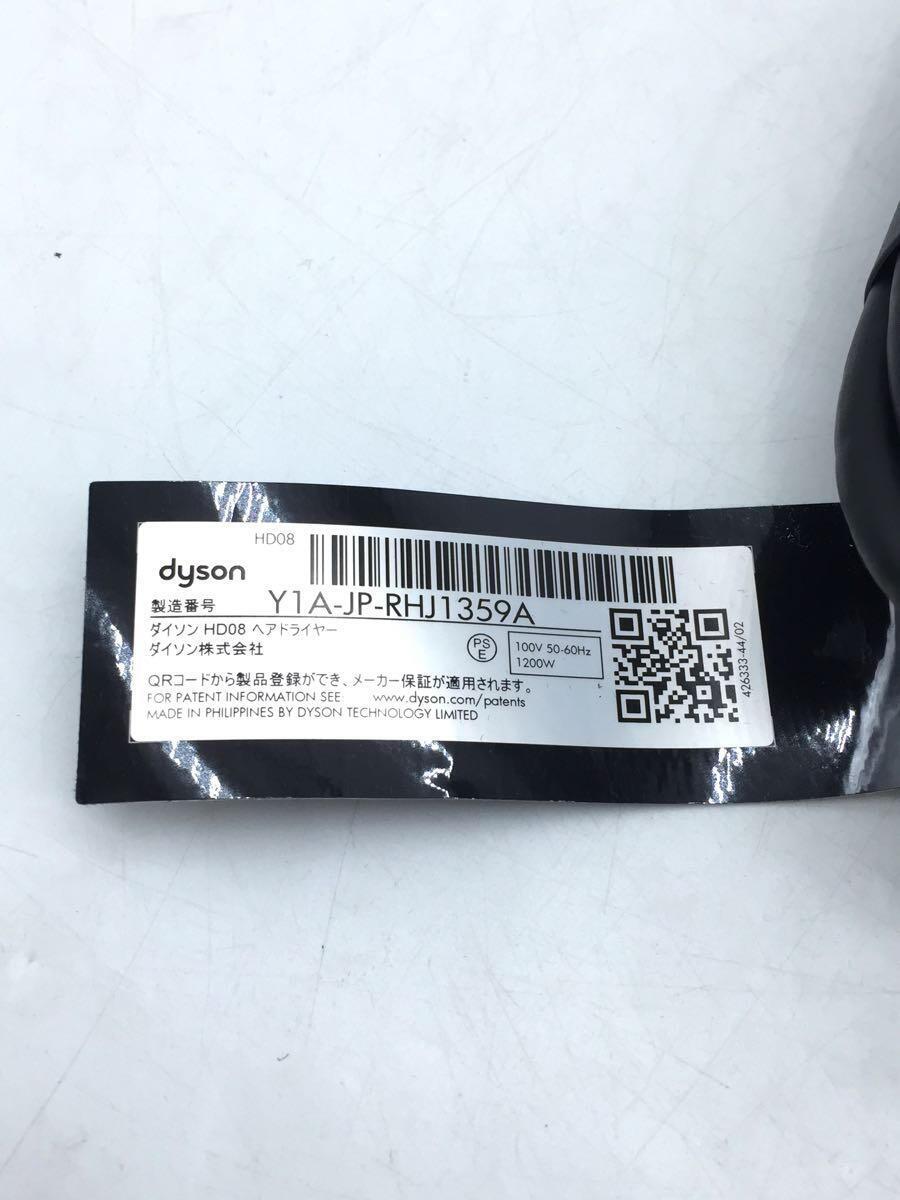 HD08
dyson
製造番号 Y1A-JP-RHJ1359A
ダイソン HD08 ヘアドライヤー
ダイソン株式会社
PS
E
100V 50-60Hz
1200W
QRコードから製品登録ができ、メーカー保証が適用されます。
FOR PATENT INFORMATION SEE: www.dyson.com/patents
MADE IN PHILIPPINES BY DYSON TECHNOLOGY LIMITED
426333-44/02